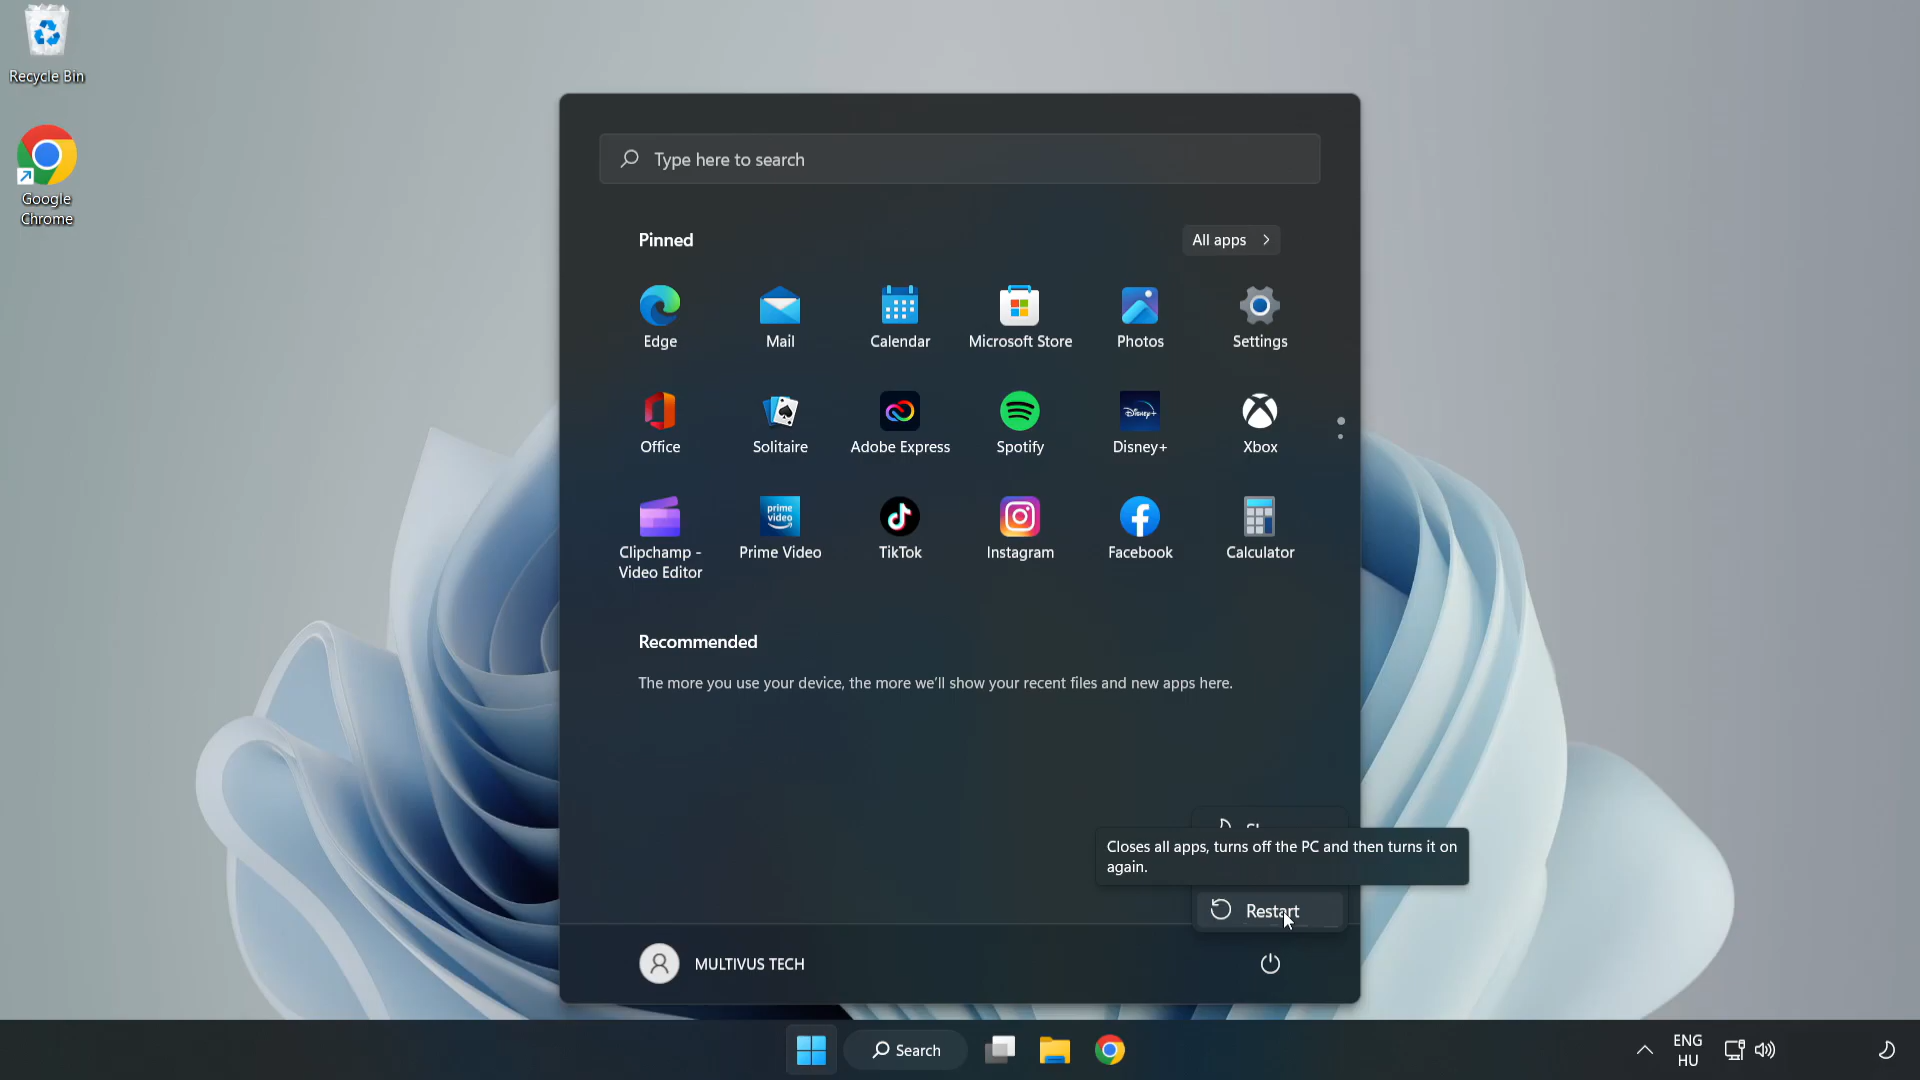 Recycle Bin
Google
Chrome
Type here to search
Pinned
All apps
Edge
Mail
Calendar
Microsoft Store
Photos
Settings
Office
Solitaire
Adobe Express
Spotify
Disney+
Disney+
Xbox
prime
video
Clipchamp -
Video Editor
Prime Video
TikTok
Instagram
Facebook
Calculator
Recommended
The more you use your device, the more we'll show your recent files and new apps here.
Closes all apps, turns off the PC and then turns it on
again.
Restart
MULTIVUS TECH
Search
ENG
HU